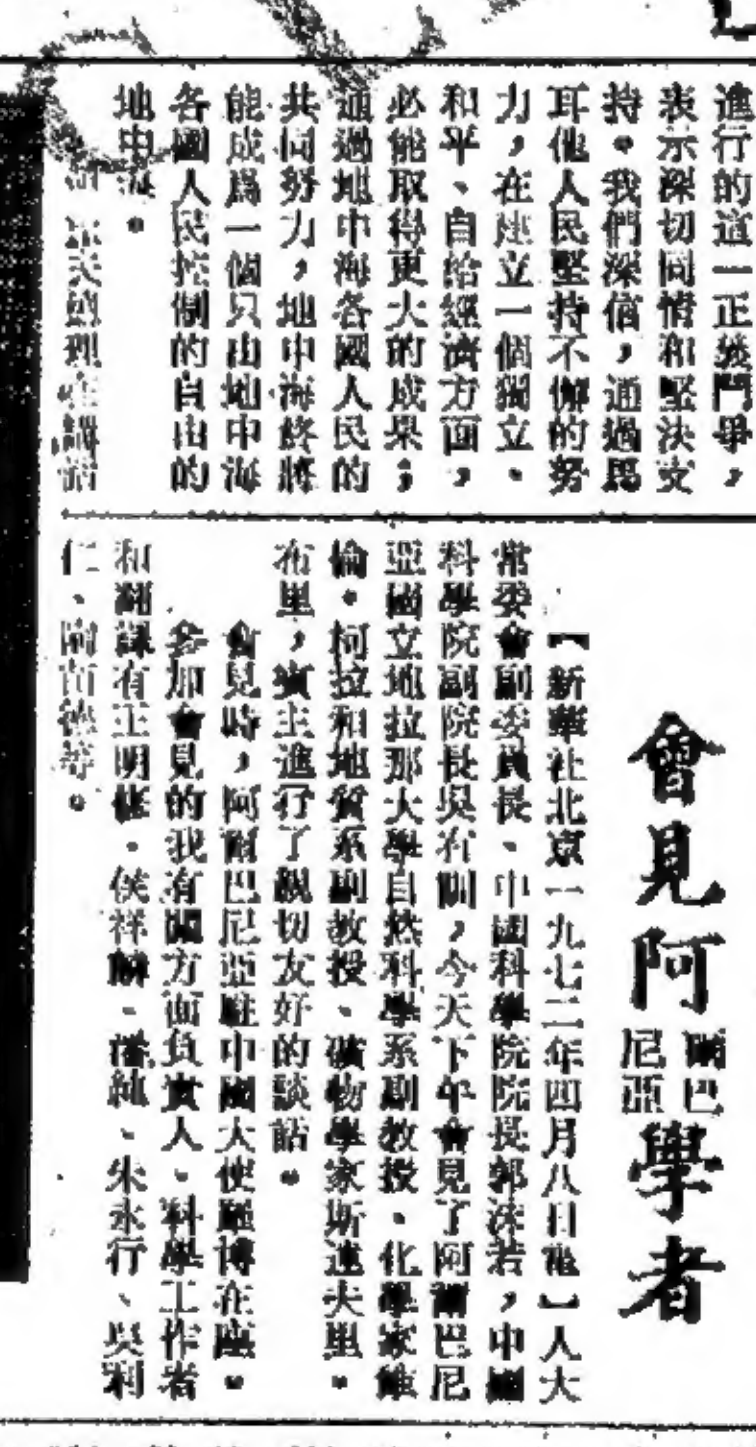 進行的這一正義鬥爭，
表示深切同情和堅決支
持。我們深信，通過馬
耳他人民堅持不懈的努
力，在建立一個獨立、
和平、自給經濟方面，
必能取得更大的成果；
通過地中海各國人民的
共同努力，地中海終將
能成爲一個只由地中海
各國人民控制的自由的
地中海。
總理在講話
會見阿爾巴尼亞學者
【新華社北京一九七二年四月八日電】人大
常委會副委員長、中國科學院院長郭沫若，中國
科學院副院長吳有訓，今天下午會見了阿爾巴尼
亞國立地拉那大學自然科學系副教授、化學家
倫·柯拉和地質系副教授、礦物學家斯達夫里·
布里，賓主進行了親切友好的談話。
會見時，阿爾巴尼亞駐中國大使羅博在座。
參加會見的我有關方面負責人、科學工作者
和翻譯有王明修、侯祥麟、潘純、朱永行、吳利
仁、等。